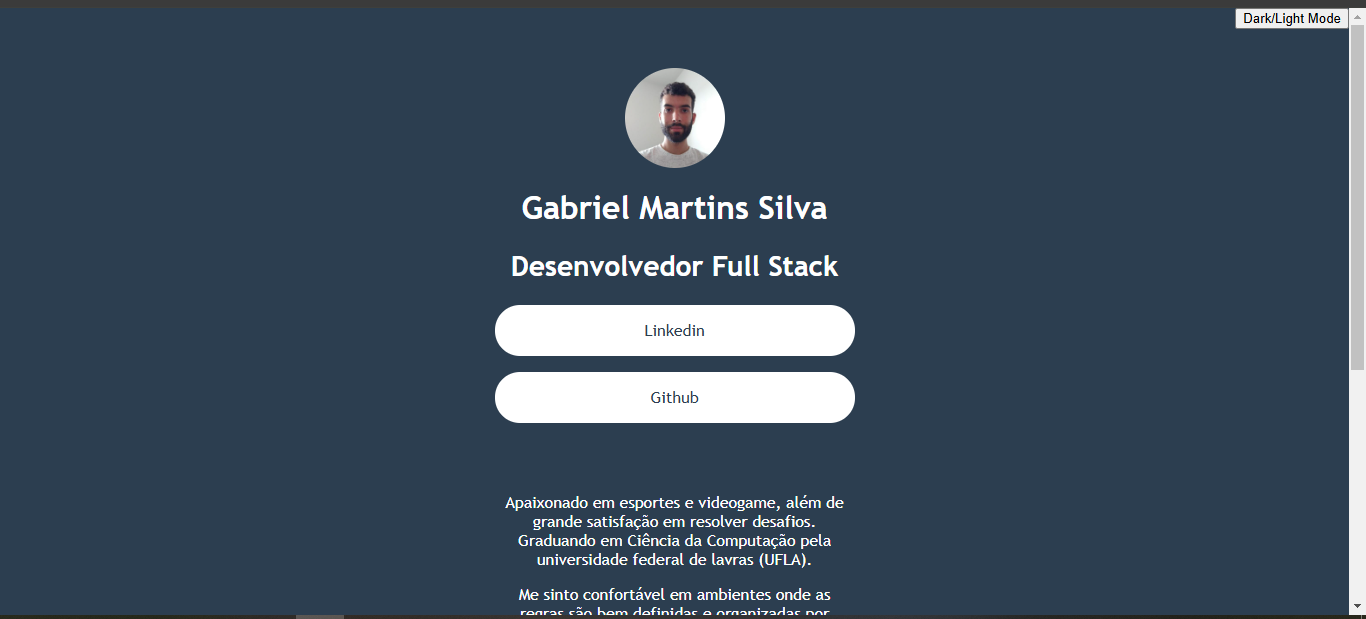 Dark/Light Mode
Gabriel Martins Silva
Desenvolvedor Full Stack
Linkedin
Github
Apaixonado em esportes e videogame, além de
grande satisfação em resolver desafios.
Graduando em Ciência da Computação pela
universidade federal de lavras (UFLA).
Me sinto confortável em ambientes onde as
regras são bem definidas e organizadas por